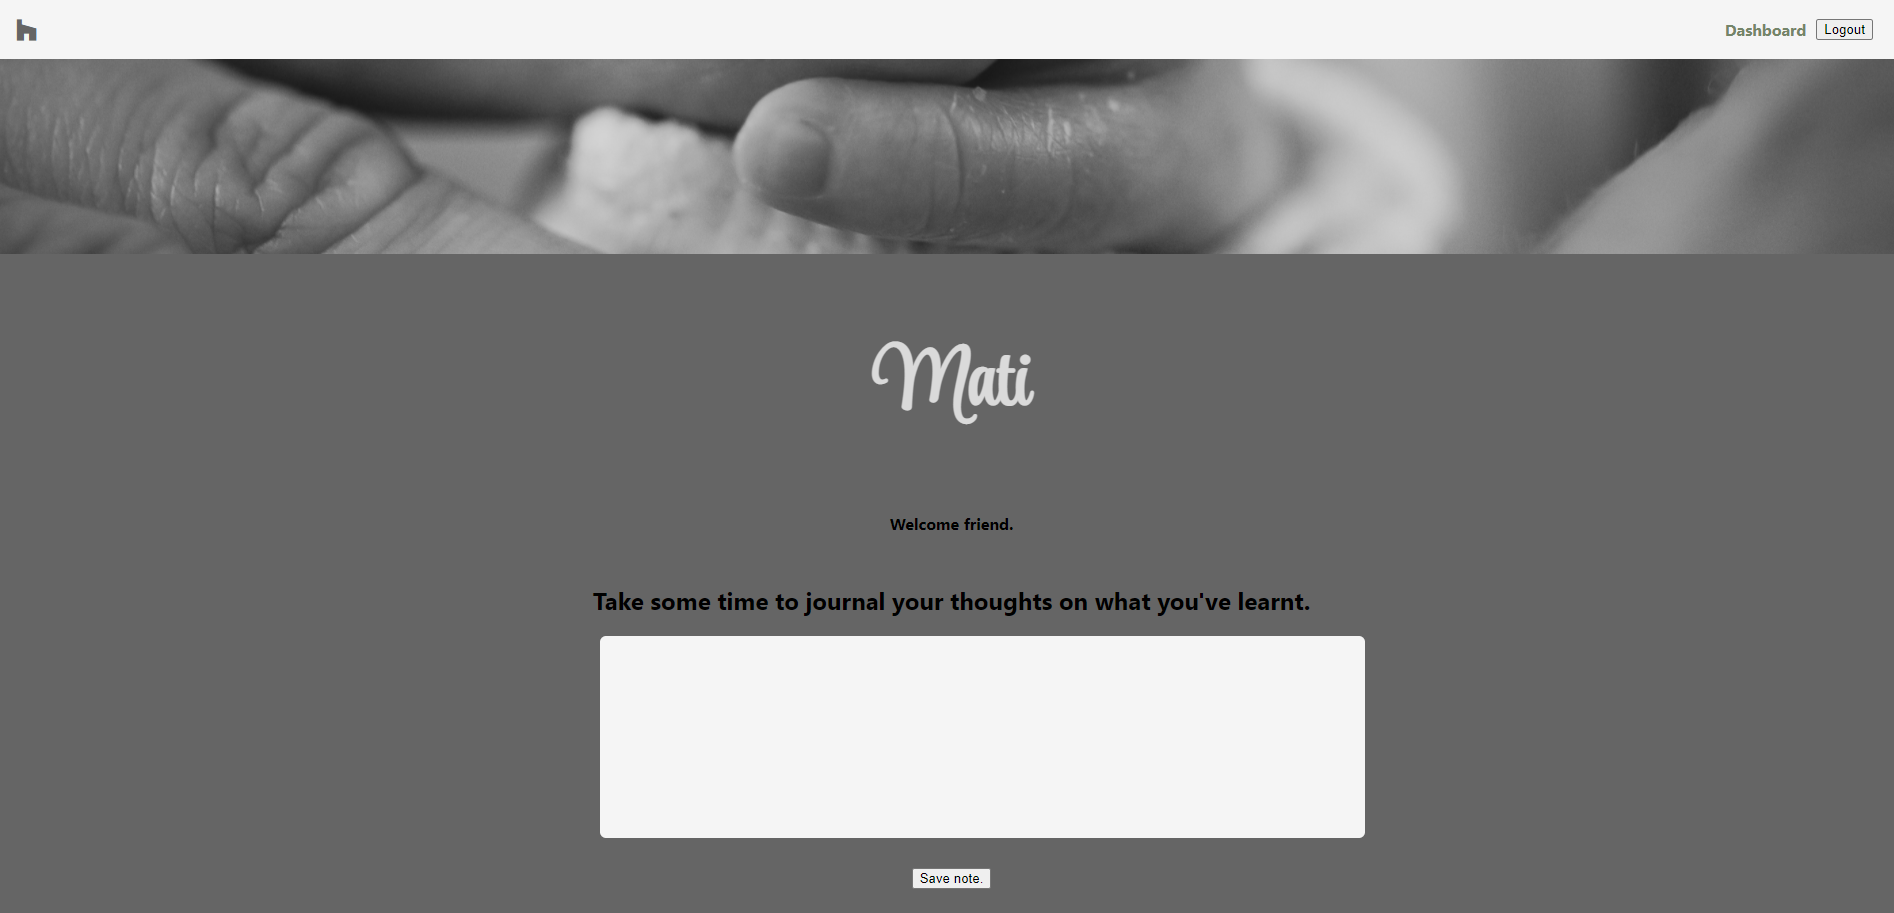 Dashboard Logout
Mati
Welcome friend.
Take some time to journal your thoughts on what you've learnt.
Save note.